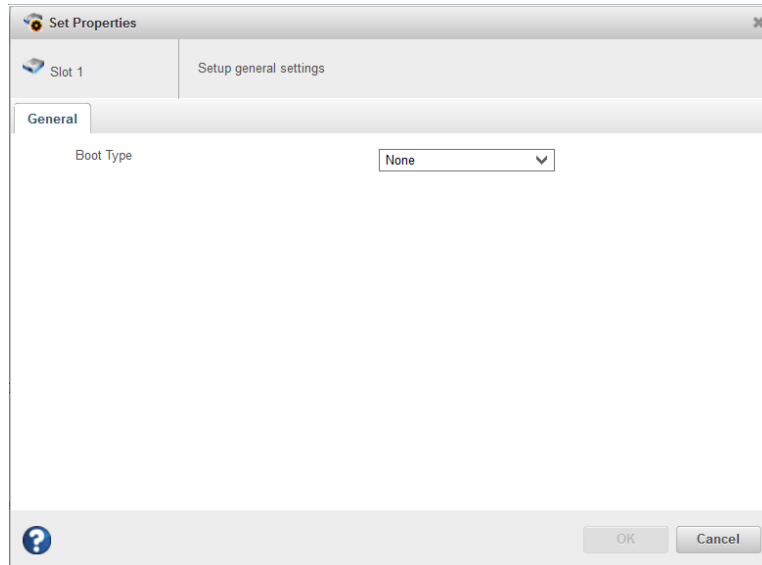 Set Properties
Slot 1
Setup general settings
General
Boot Type
None
OK
Cancel